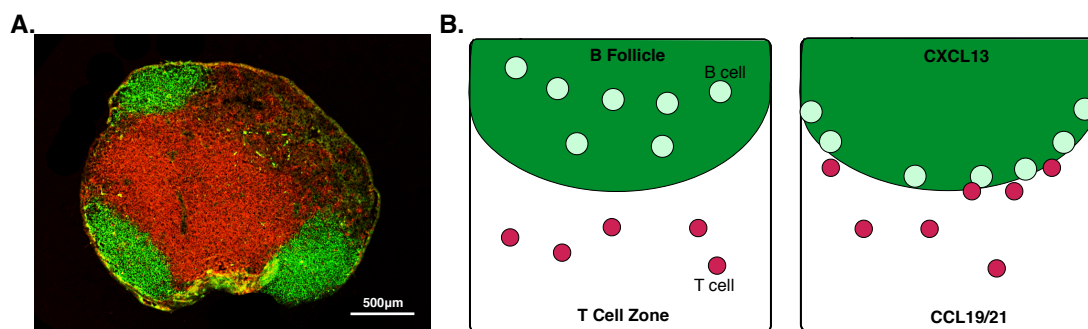 A.
500µm
B.
B Follicle
B cell
T cell
T Cell Zone
CXCL13
CCL19/21